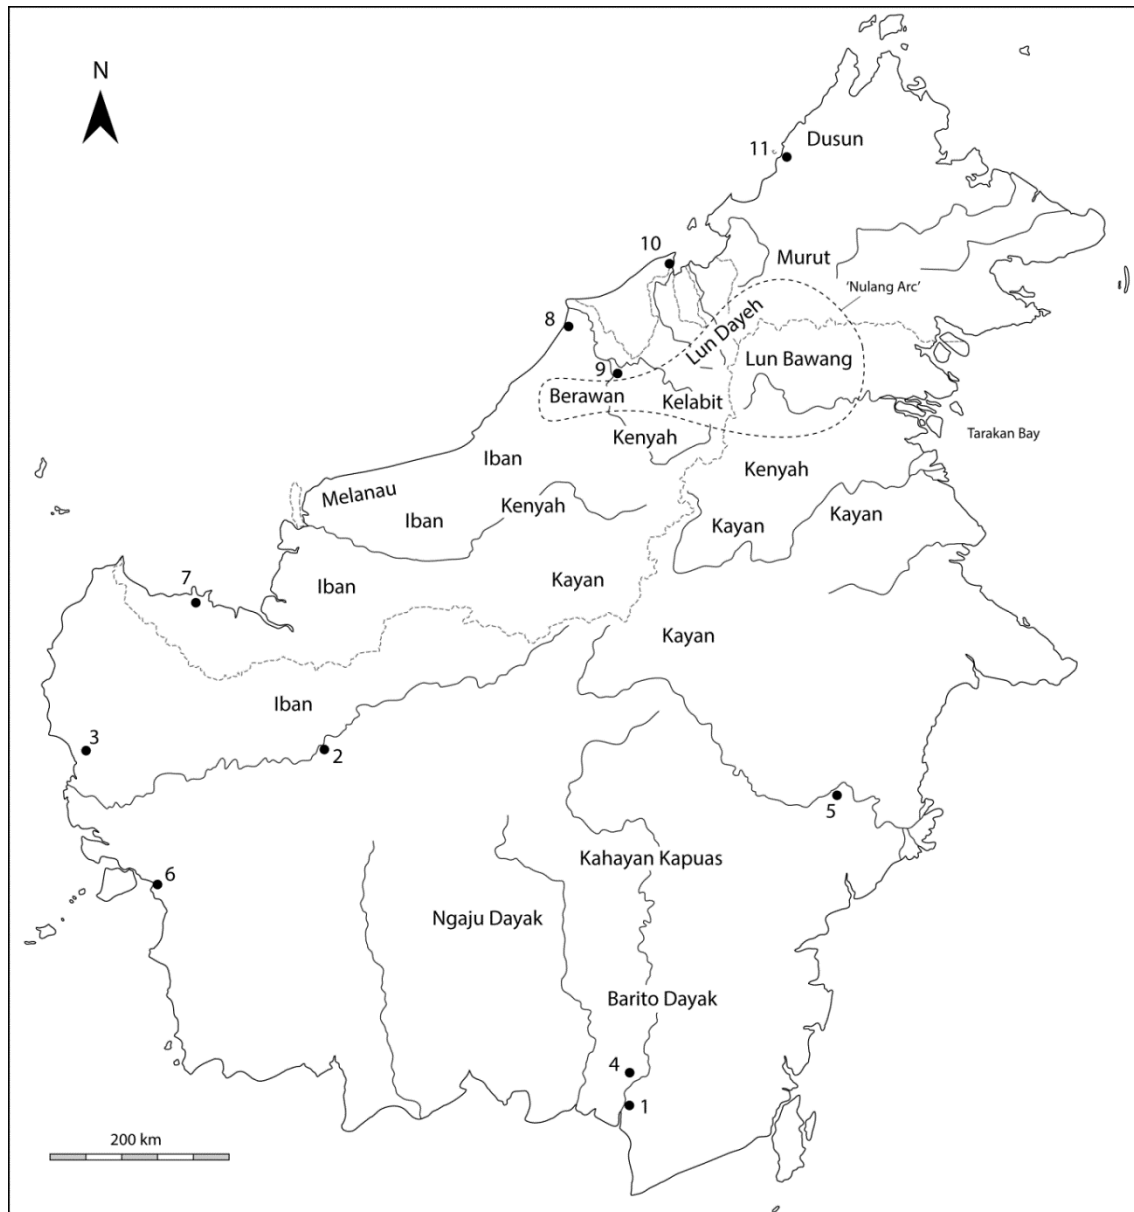 N
11
Dusun
10
Murut
'Nulang Arc'
8
Lun Dayeh
Lun Bawang
9
Berawan
Kelabit
Tarakan Bay
Kenyah
Iban
Kenyah
Melanau
Kenyah
Iban
Kayan
Kayan
7
Iban
Kayan
Kayan
Iban
3
2
5
Kahayan Kapuas
6
Ngaju Dayak
Barito Dayak
4
1
200 km